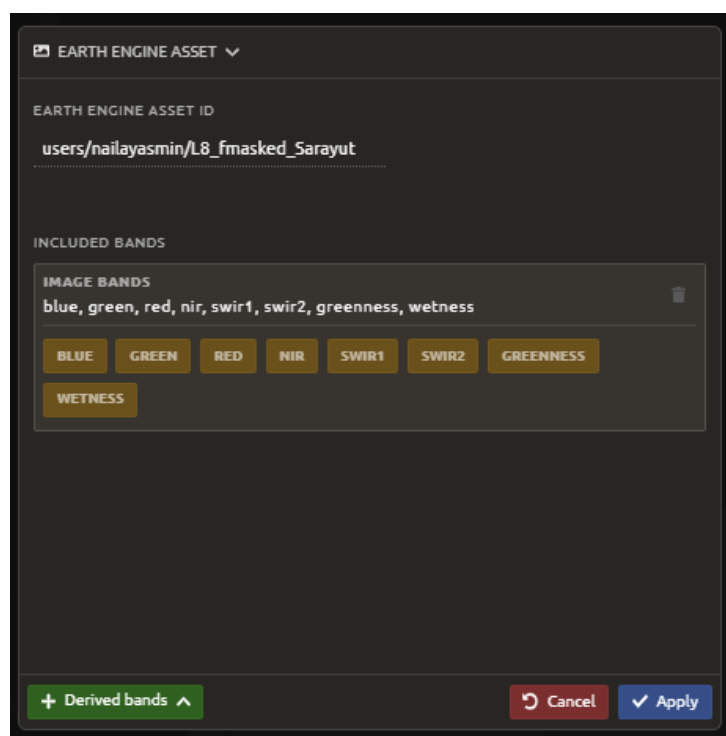 EARTH ENGINE ASSET
EARTH ENGINE ASSET ID
users/nailayasmin/L8_fmasked_Sarayut
INCLUDED BANDS
IMAGE BANDS
blue, green, red, nir, swir1, swir2, greenness, wetness
BLUE GREEN RED NIR SWIR1 SWIR2 GREENNESS
WETNESS
+ Derived bands Cancel Apply